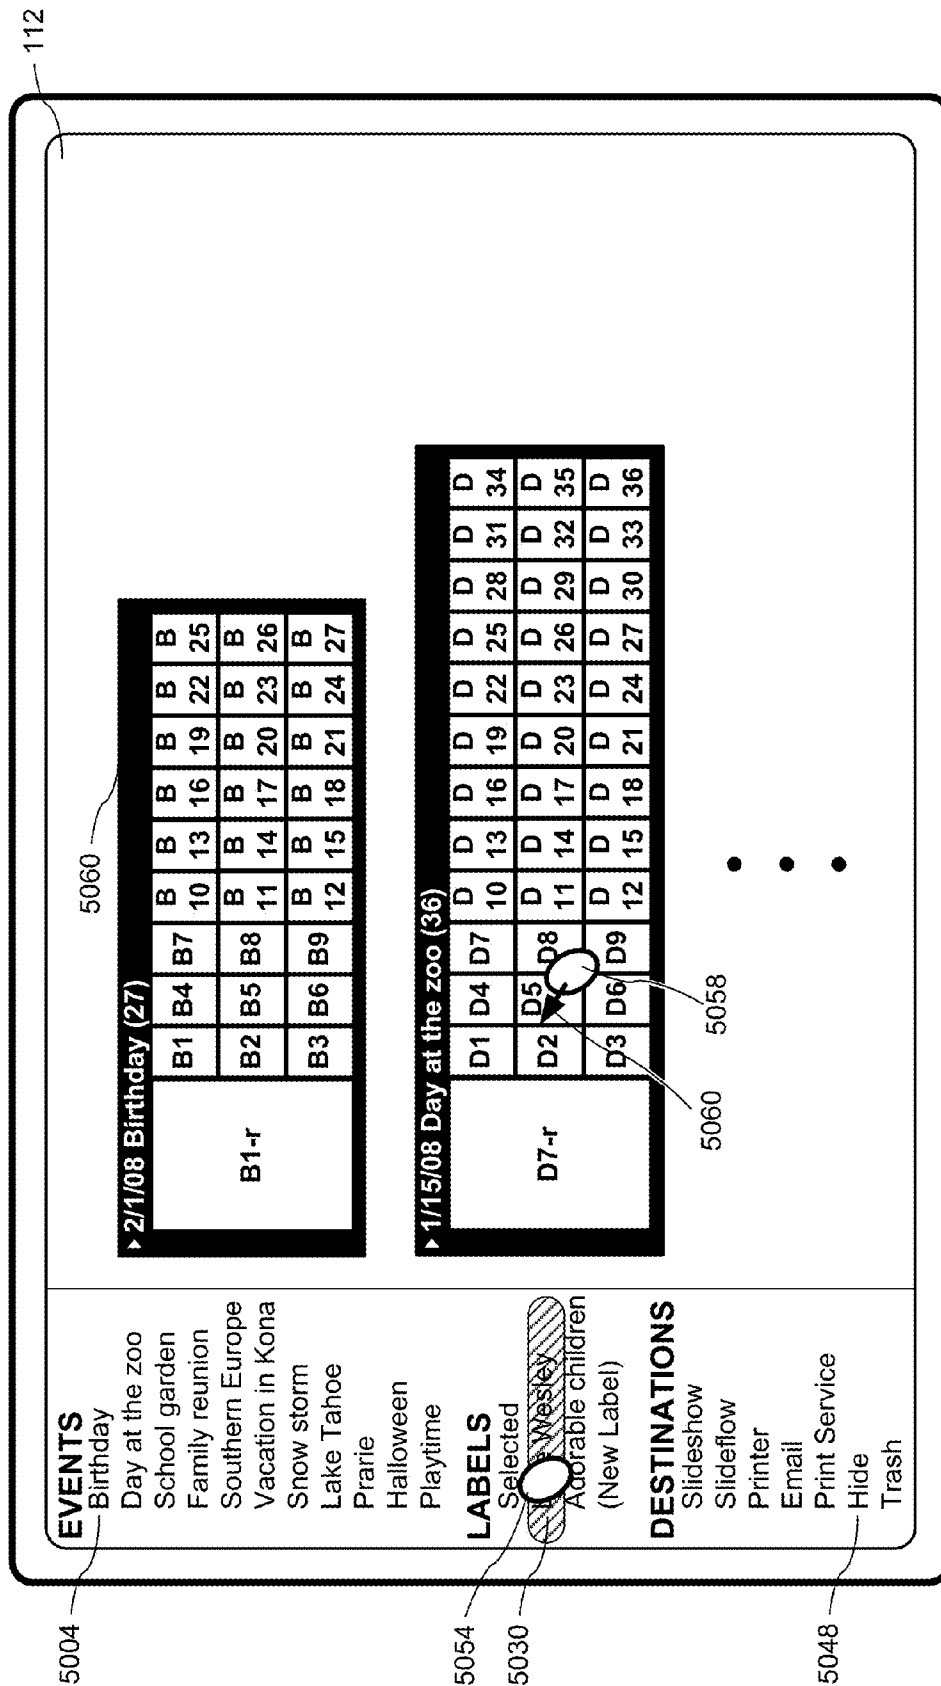 112
EVENTS
Birthday
Day at the zoo
School garden
Family reunion
Southern Europe
Vacation in Kona
Snow storm
Lake Tahoe
Prarie
Halloween
Playtime
LABELS
Selected
Wesley
Adorable children
(New Label)
DESTINATIONS
Slideshow
Slideflow
Printer
Email
Print Service
Hide
Trash
5004
5054
5030
5048
5060
2/1/08 Birthday (27)
B1-r
B1 B4 B7 B 10 B 13 B 16 B 19 B 22 B 25
B2 B5 B8 B 11 B 14 B 17 B 20 B 23 B 26
B3 B6 B9 B 12 B 15 B 18 B 21 B 24 B 27
1/15/08 Day at the zoo (36)
D7-r
D1 D4 D7 D 10 D 13 D 16 D 19 D 22 D 25 D 28 D 31 D 34
D2 D5 D8 D 11 D 14 D 17 D 20 D 23 D 26 D 29 D 32 D 35
D3 D6 D9 D 12 D 15 D 18 D 21 D 24 D 27 D 30 D 33 D 36
5058
5060